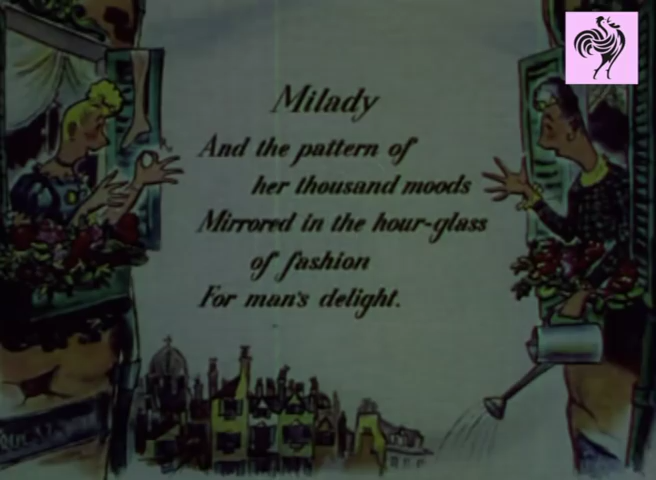 Milady
And the pattern of
her thousand moods
Mirrored in the hour-glass
of fashion
For man's delight.